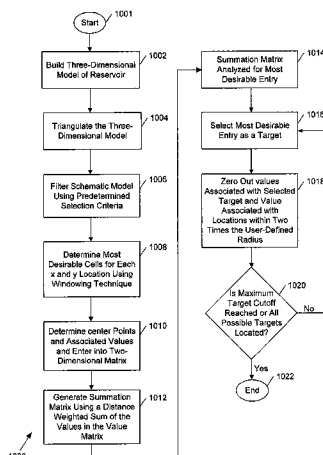 Start
1001
1002
Build Three-Dimensional
Model of Reservoir
1004
Triangulate the Three-
Dimensional Model
1006
Filter Schematic Model
Using Predetermined
Selection Criteria
1008
Determine Most
Desirable Cells for Each
x and y Location Using
Windowing Technique
1010
Determine center Points
and Associated Values
and Enter into Two-
Dimensional Matrix
1012
Generate Summation
Matrix Using a Distance
Weighted Sum of the
Values in the Value
Matrix
1014
Summation Matrix
Analyzed for Most
Desirable Entry
1016
Select Most Desirable
Entry as a Target
1018
Zero Out values
Associated with Selected
Target and Value
Associated with
Locations within Two
Times the User-Defined
Radius
1020
Is Maximum
Target Cutoff
Reached or All
Possible Targets
Located?
No
Yes
End
1022